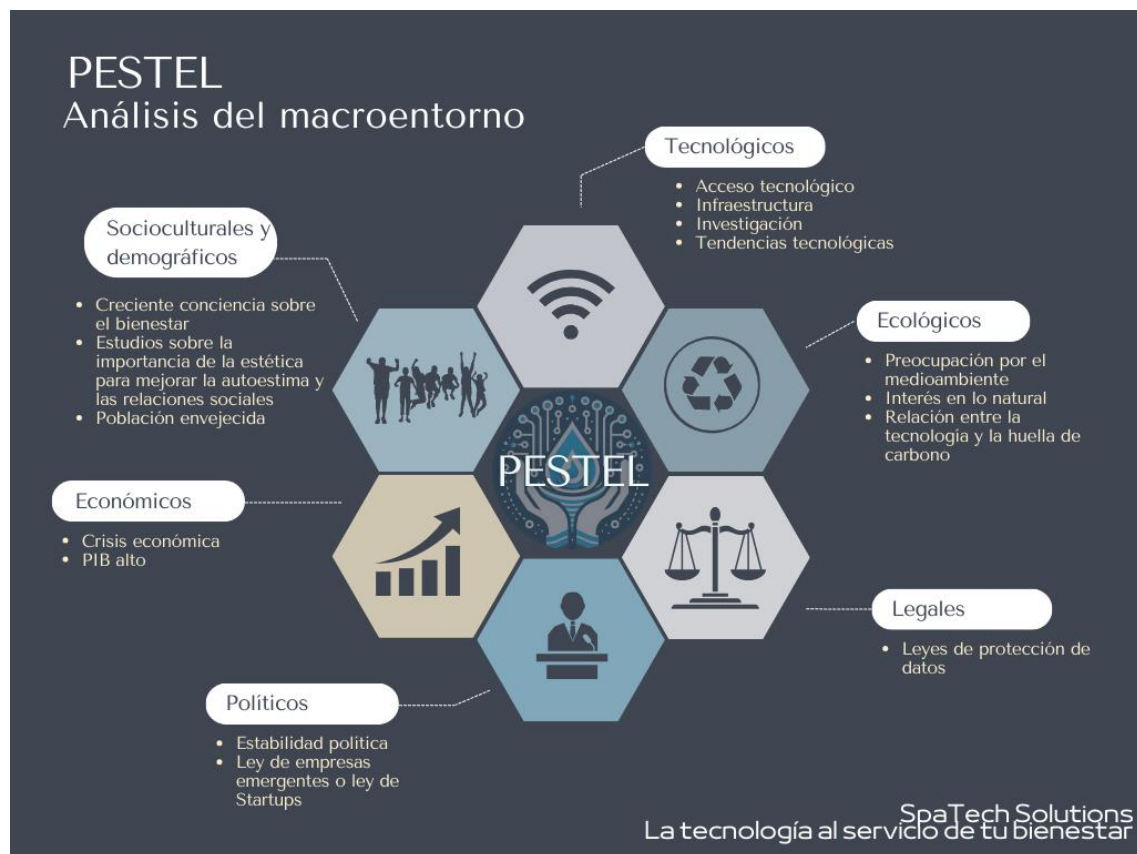 PESTEL
Análisis del macroentorno
Tecnológicos
• Acceso tecnológico
• Infraestructura
• Investigación
• Tendencias tecnológicas
Socioculturales y
demográficos
• Creciente conciencia sobre
el bienestar
• Estudios sobre la
importancia de la estética
para mejorar la autoestima y
las relaciones sociales
• Población envejecida
Ecológicos
• Preocupación por el
medioambiente
• Interés en lo natural
• Relación entre la
tecnología y la huella de
carbono
PESTEL
Económicos
• Crisis económica
• PIB alto
Legales
• Leyes de protección de
datos
Políticos
• Estabilidad política
• Ley de empresas
emergentes o ley de
Startups
SpaTech Solutions
La tecnología al servicio de tu bienestar